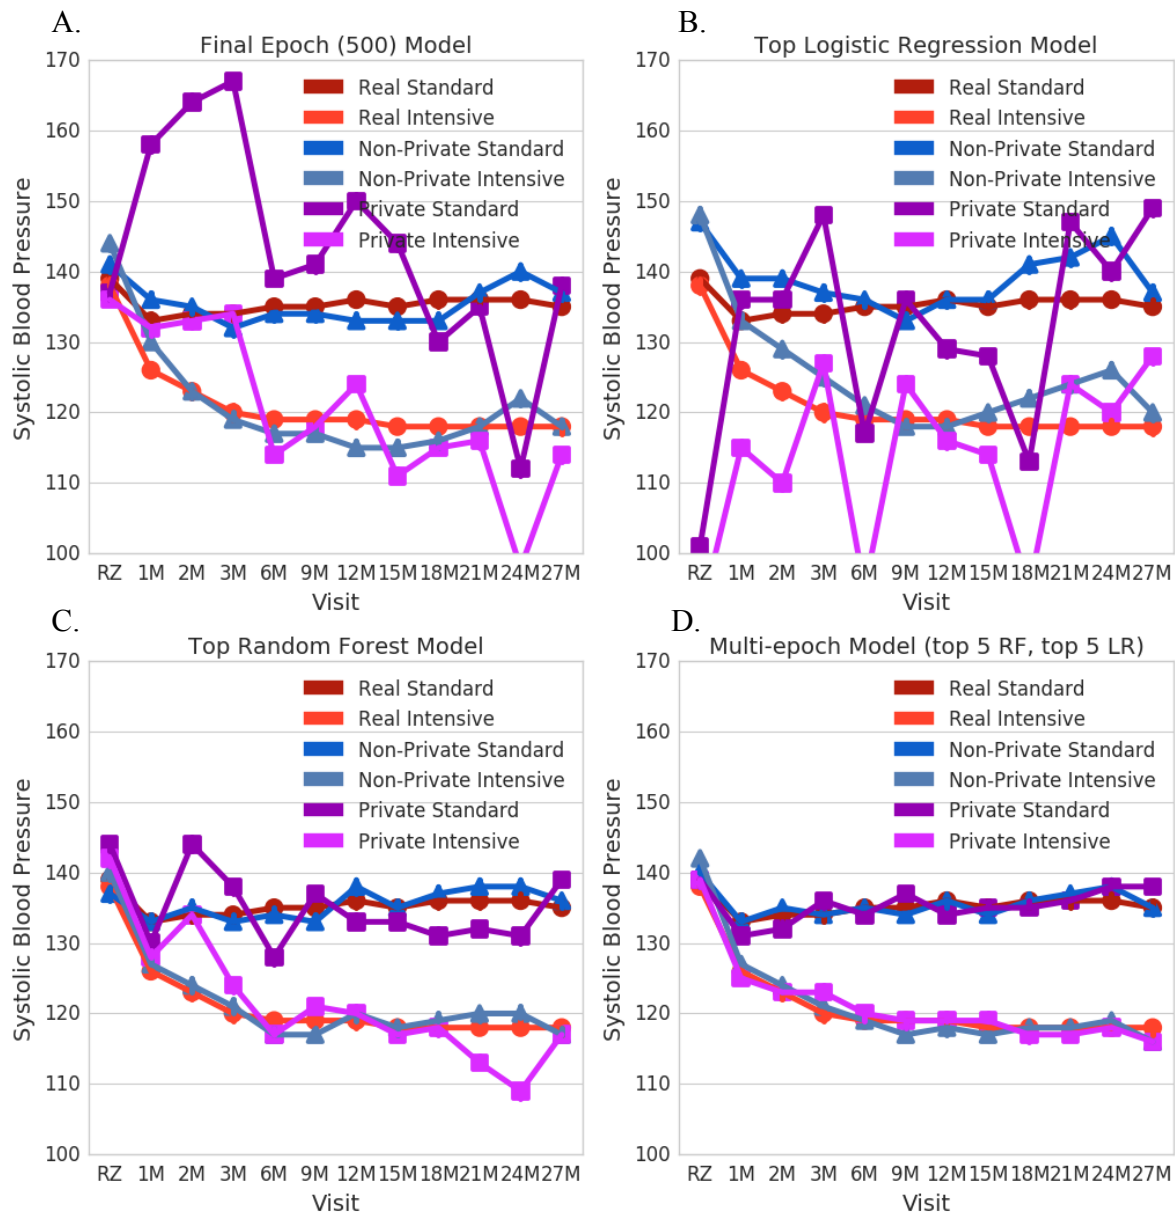 A.
Final Epoch (500) Model
Systolic Blood Pressure
170
160
150
140
130
120
110
100
Real Standard
Real Intensive
Non-Private Standard
Non-Private Intensive
Private Standard
Private Intensive
RZ 1M 2M 3M 6M 9M 12M 15M 18M 21M 24M 27M
Visit
B.
Top Logistic Regression Model
Systolic Blood Pressure
170
160
150
140
130
120
110
100
Real Standard
Real Intensive
Non-Private Standard
Non-Private Intensive
Private Standard
Private Intensive
RZ 1M 2M 3M 6M 9M 12M 15M 18M 21M 24M 27M
Visit
C.
Top Random Forest Model
Systolic Blood Pressure
170
160
150
140
130
120
110
100
Real Standard
Real Intensive
Non-Private Standard
Non-Private Intensive
Private Standard
Private Intensive
RZ 1M 2M 3M 6M 9M 12M 15M 18M 21M 24M 27M
Visit
D.
Multi-epoch Model (top 5 RF, top 5 LR)
Systolic Blood Pressure
170
160
150
140
130
120
110
100
Real Standard
Real Intensive
Non-Private Standard
Non-Private Intensive
Private Standard
Private Intensive
RZ 1M 2M 3M 6M 9M 12M 15M 18M 21M 24M 27M
Visit